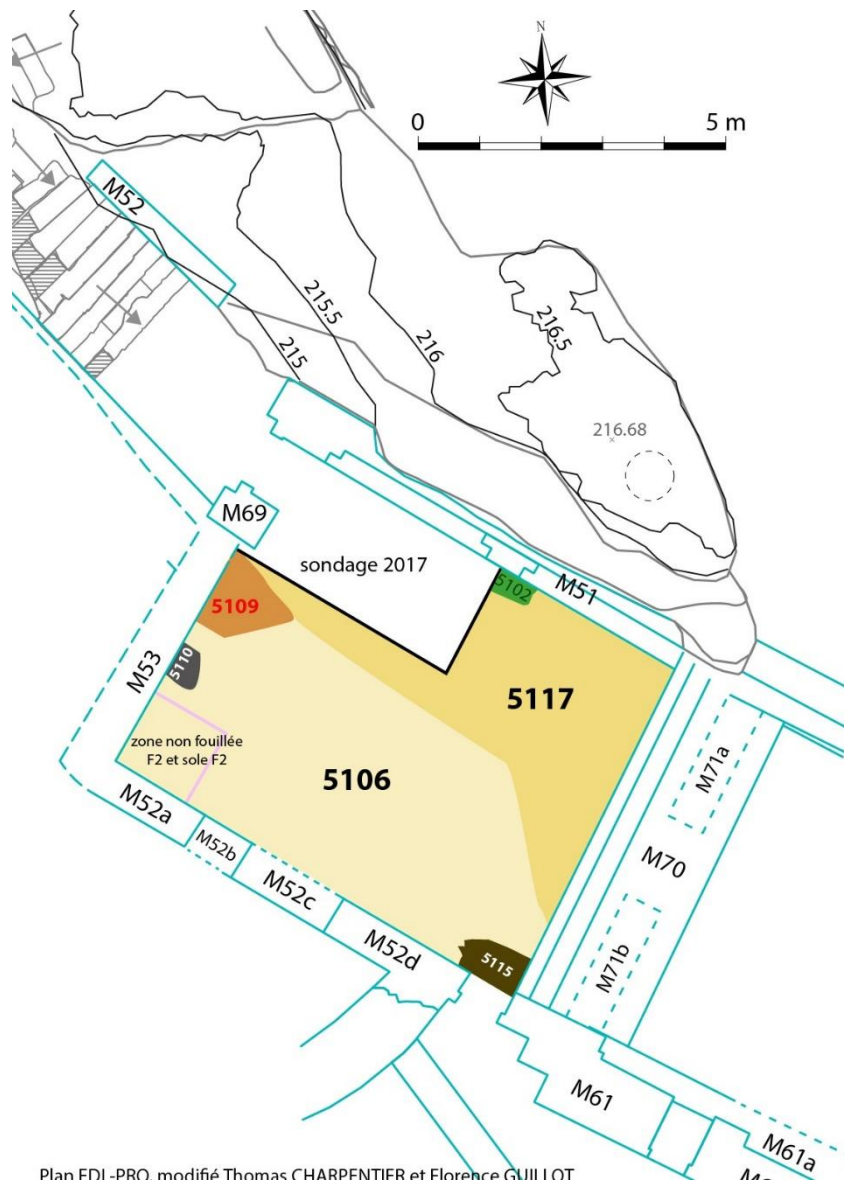 N
0
5 m
M52
215.5
216
216.5
215
216.68
M69
sondage 2017
5102
M51
5109
5110
M53
5117
zone non fouillée
F2 et sole F2
5106
M71a
M52a
M52b
M52c
M52d
M70
M71b
5115
M61
M61a
Plan EDL-PRO, modifié Thomas CHARPENTIER et Florence GUILLOT